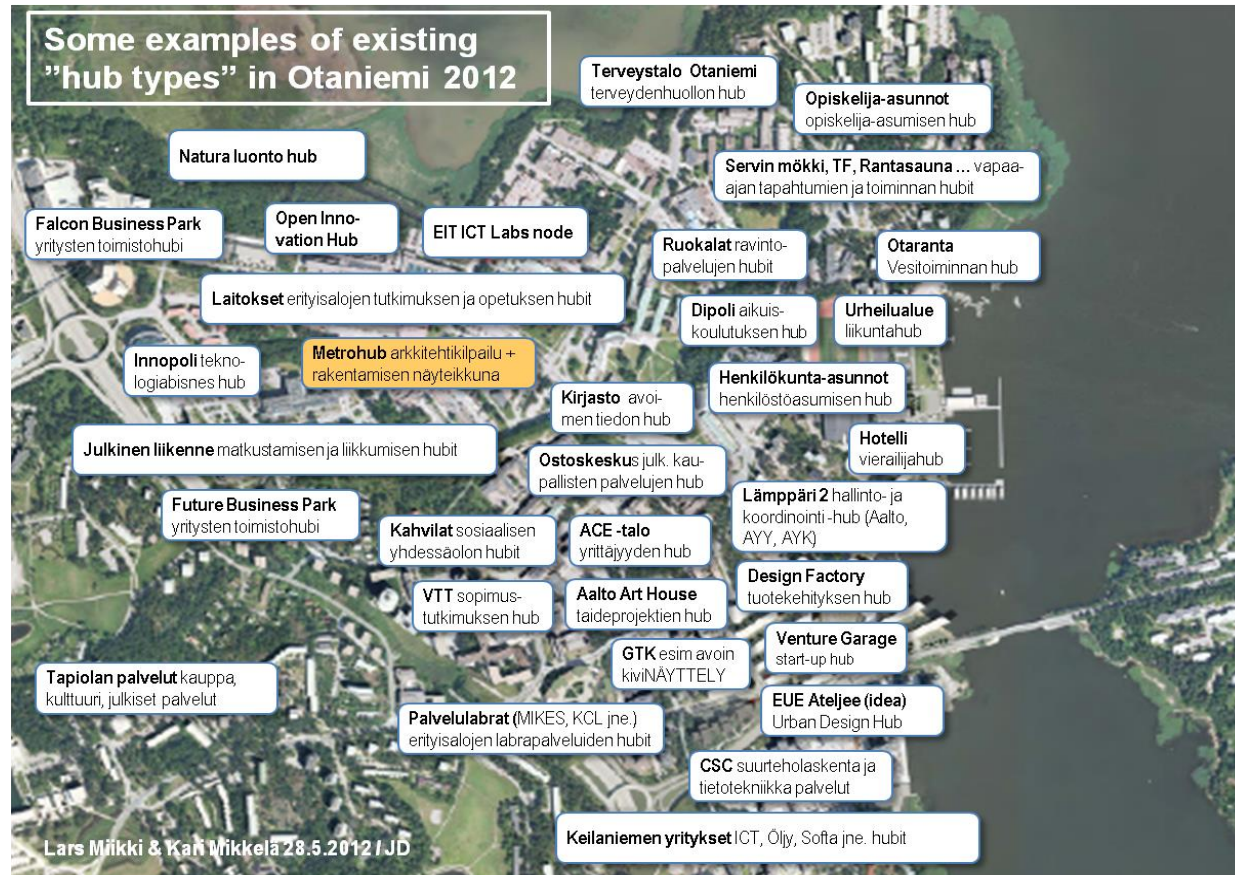 Some examples of existing
”hub types” in Otaniemi 2012
Terveystalo Otaniemi
terveydenhuollon hub
Opiskelija-asunnot
opiskelija-asumisen hub
Natura luonto hub
Servin mökki, TF, Rantasauna ... vapaa-
ajan tapahtumien ja toiminnan hubit
Falcon Business Park
yritysten toimistohubi
Open Inno-
vation Hub
EIT ICT Labs node
Ruokalat ravinto-
palvelujen hubit
Otaranta
Vesitoiminnan hub
Laitokset erityisalojen tutkimuksen ja opetuksen hubit
Dipoli aikuis-
koulutuksen hub
Urheilualue
liikuntahub
Innopoli tekno-
logiabisnes hub
Metrohub arkkitehtikilpailu +
rakentamisen näyteikkuna
Henkilökunta-asunnot
henkilöstöasumisen hub
Kirjasto avoi-
men tiedon hub
Julkinen liikenne matkustamisen ja liikkumisen hubit
Hotelli
vierailijahub
Ostoskeskus julk. kau-
pallisten palvelujen hub
Future Business Park
yritysten toimistohubi
Lämppäri 2 hallinto- ja
koordinointi -hub (Aalto,
AYY, AYK)
Kahvilat sosiaalisen
yhdessäolon hubit
ACE -talo
yrittäjyyden hub
Design Factory
tuotekehityksen hub
VTT sopimus-
tutkimuksen hub
Aalto Art House
taideprojektien hub
Venture Garage
start-up hub
GTK esim avoin
kiviNÄYTTELY
Tapiolan palvelut kauppa,
kulttuuri, julkiset palvelut
EUE Ateljee (idea)
Urban Design Hub
Palvelulabrat (MIKES, KCL jne.)
erityisalojen labrapalveluiden hubit
CSC suurteholaskenta ja
tietotekniikka palvelut
Keilaniemen yritykset ICT, Öljy, Softa jne. hubit
Lars Miikki & Kari Mikkelä 28.5.2012 / JD